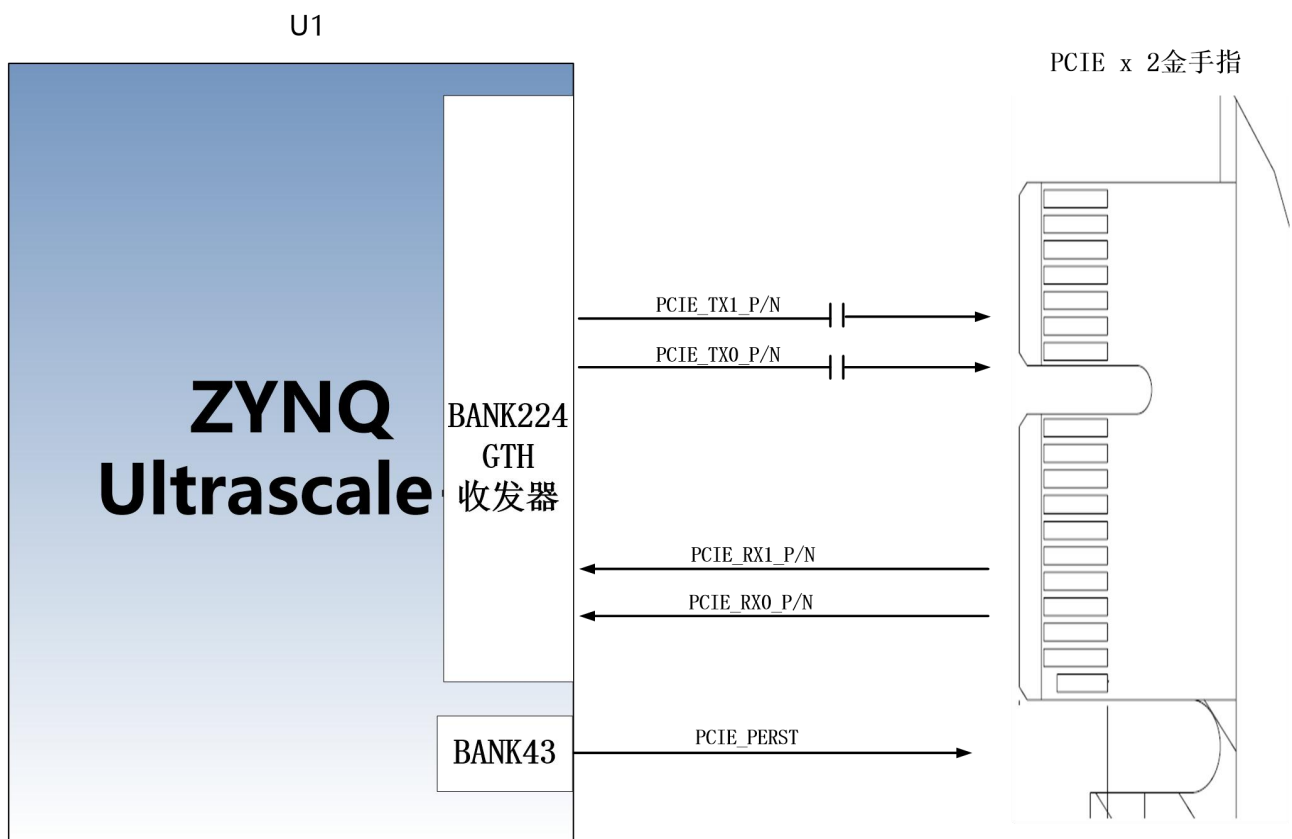 U1
PCIE x 2金手指
PCIE_TX1_P/N
PCIE_TX0_P/N
ZYNQ
Ultrascale
BANK224
GTH
收发器
PCIE_RX1_P/N
PCIE_RX0_P/N
BANK43
PCIE_PERST